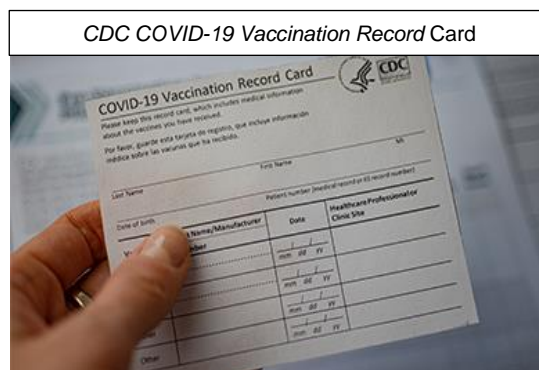 CDC COVID-19 Vaccination Record Card
COVID-19 Vaccination Record Card
CDC
Please keep this record card, which includes medical information
about the vaccines you have received.
Por favor, guarde esta tarjeta de registro, que incluye información
médica sobre las vacunas que ha recibido.
Last Name First Name MI
Date of birth Patient number (medical record or IIS record number)
Name/Manufacturer Date Healthcare Professional or
Clinic Site
mm dd yy
mm dd yy
mm dd yy
Other mm dd yy